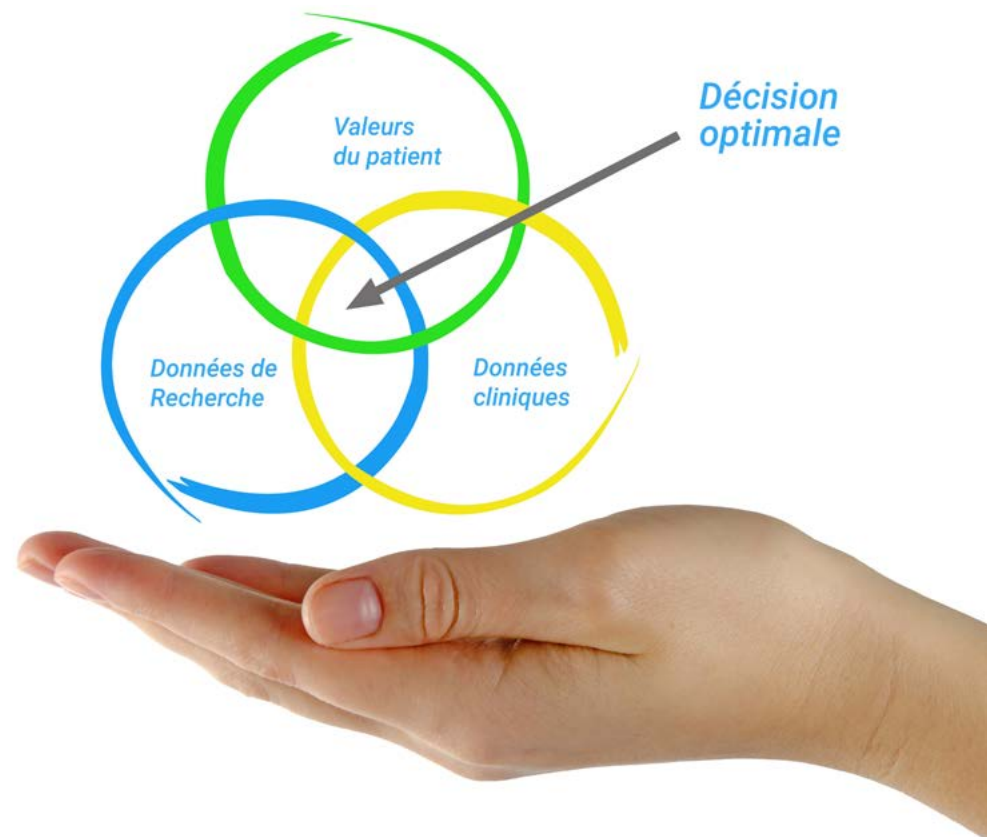 Décision
optimale
Valeurs
du patient
Données de
Recherche
Données
cliniques